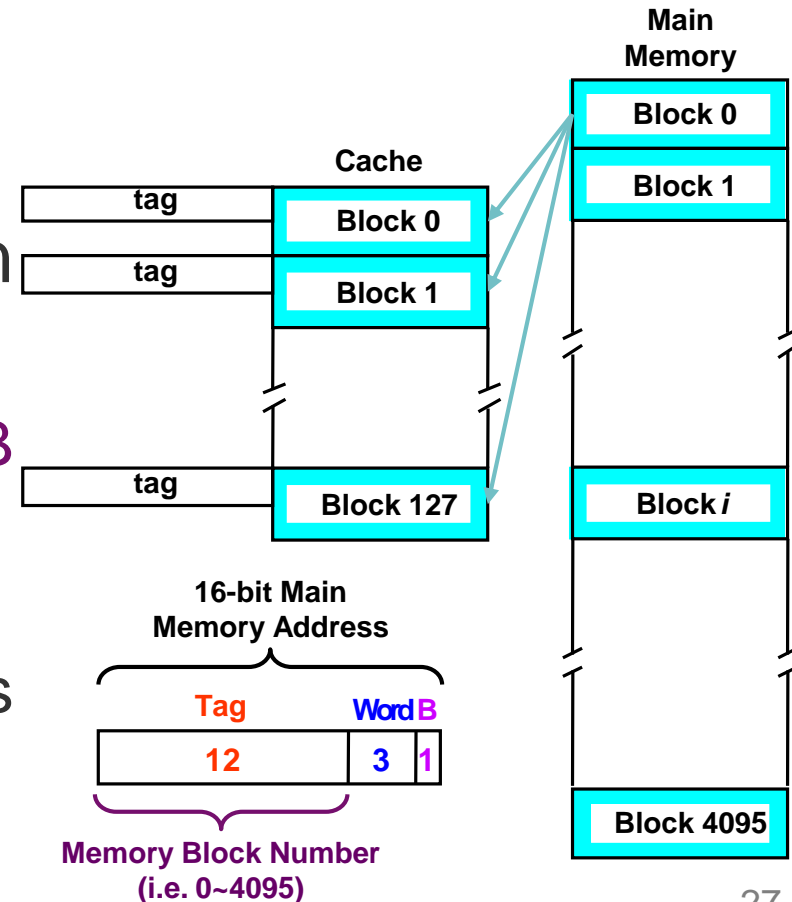 Main
Memory
Block 0
Block 1
Cache
tag
Block 0
tag
Block 1
tag
Block 127
Block i
16-bit Main
Memory Address
Tag Word B
12 3 1
Memory Block Number
(i.e. 0~4095)
Block 4095
27